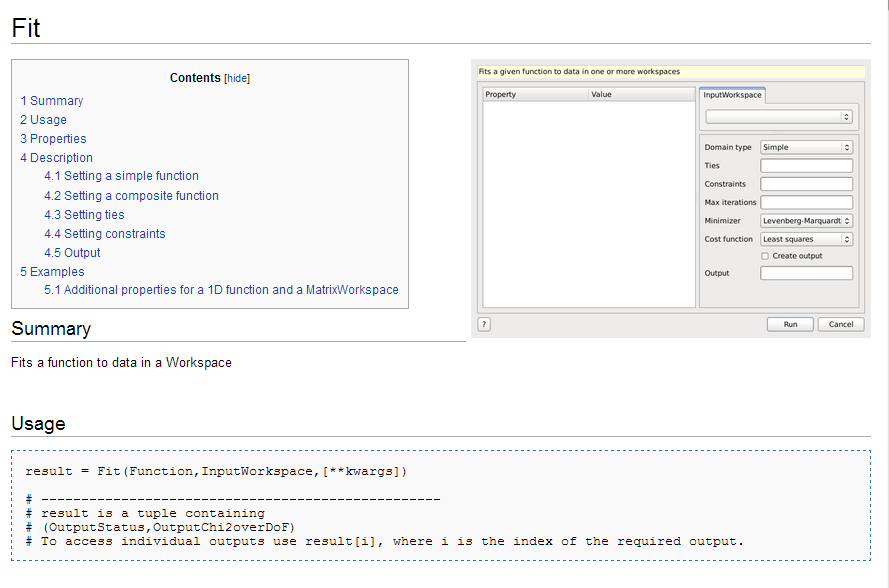 Fit
Contents [hide]
1 Summary
2 Usage
3 Properties
4 Description
4.1 Setting a simple function
4.2 Setting a composite function
4.3 Setting ties
4.4 Setting constraints
4.5 Output
5 Examples
5.1 Additional properties for a 1D function and a MatrixWorkspace
Fits a given function to data in one or more workspaces
Property Value
InputWorkspace
Domain type Simple
Ties
Constraints
Max iterations
Minimizer Levenberg-Marquardt
Cost function Least squares
Create output
Output
? Run Cancel
Summary
Fits a function to data in a Workspace
Usage
result = Fit(Function,InputWorkspace,[**kwargs])
# --------------------------------------------------
# result is a tuple containing
# (OutputStatus,OutputChi2overDoF)
# To access individual outputs use result[i], where i is the index of the required output.